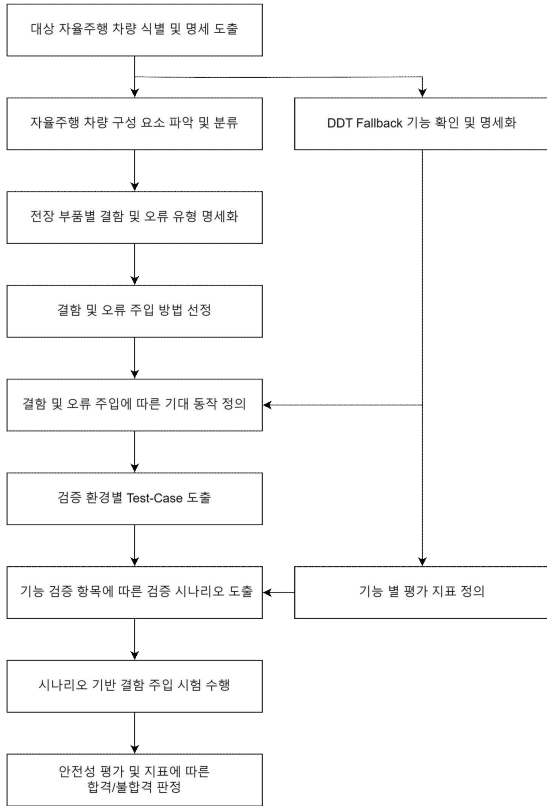 대상 자율주행 차량 식별 및 명세 도출
자율주행 차량 구성 요소 파악 및 분류
DDT Fallback 기능 확인 및 명세화
전장 부품별 결함 및 오류 유형 명세화
결함 및 오류 주입 방법 선정
결함 및 오류 주입에 따른 기대 동작 정의
검증 환경별 Test-Case 도출
기능 검증 항목에 따른 검증 시나리오 도출
기능 별 평가 지표 정의
시나리오 기반 결함 주입 시험 수행
안전성 평가 및 지표에 따른
합격/불합격 판정